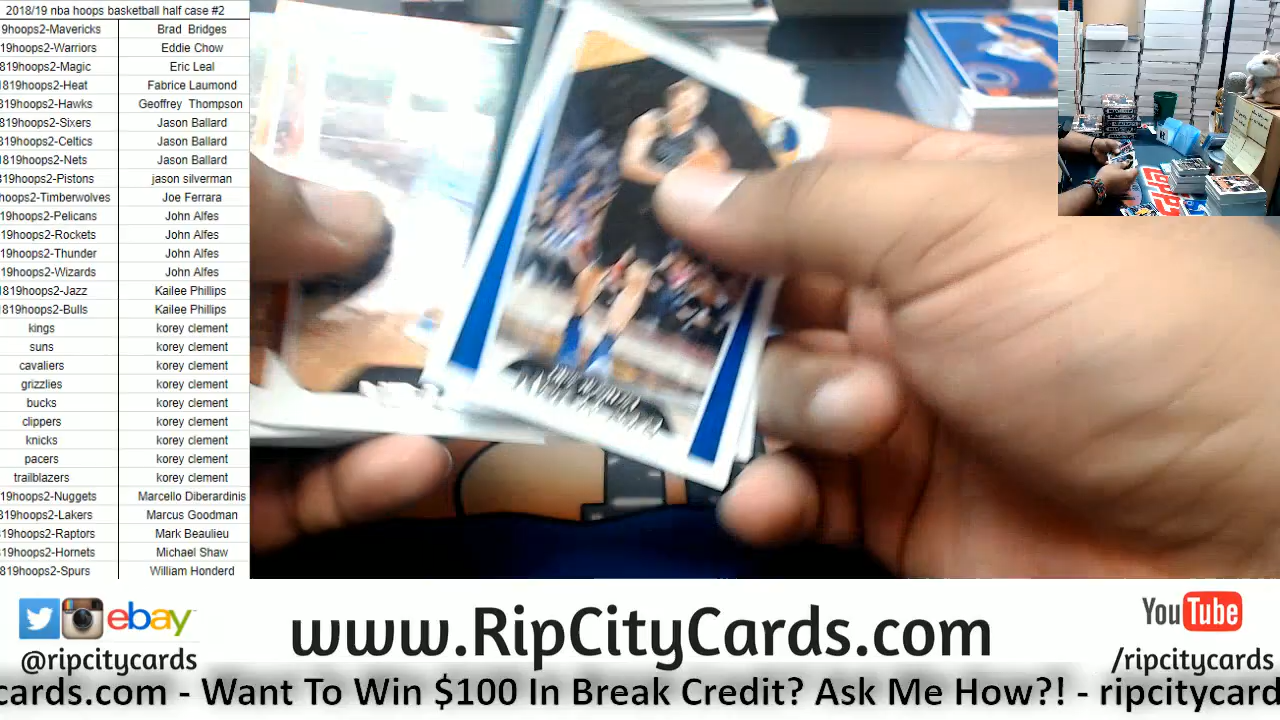 2018/19 nba hoops basketball half case #2
9hoops2-Mavericks Brad Bridges
19hoops2-Warriors Eddie Chow
819hoops2-Magic Eric Leal
819hoops2-Heat Fabrice Laumond
819hoops2-Hawks Geoffrey Thompson
819hoops2-Sixers Jason Ballard
819hoops2-Celtics Jason Ballard
819hoops2-Nets Jason Ballard
819hoops2-Pistons jason silverman
hoops2-Timberwolves Joe Ferrara
19hoops2-Pelicans John Alfes
19hoops2-Rockets John Alfes
19hoops2-Thunder John Alfes
19hoops2-Wizards John Alfes
1819hoops2-Jazz Kailee Phillips
1819hoops2-Bulls Kailee Phillips
kings korey clement
suns korey clement
cavaliers korey clement
grizzlies korey clement
bucks korey clement
clippers korey clement
knicks korey clement
pacers korey clement
trailblazers korey clement
19hoops2-Nuggets Marcello Diberardinis
819hoops2-Lakers Marcus Goodman
19hoops2-Raptors Mark Beaulieu
19hoops2-Hornets Michael Shaw
819hoops2-Spurs William Honderd
ebay
@ripcitycards
www.RipCityCards.com
YouTube
/ripcitycards
cards.com - Want To Win $100 In Break Credit? Ask Me How?! - ripcitycard